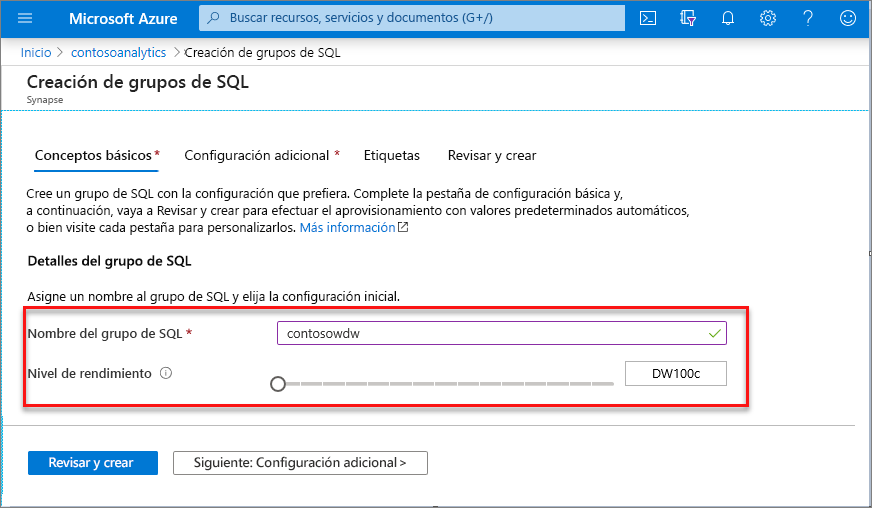 Microsoft Azure
Buscar recursos, servicios y documentos (G+/)
Inicio > contosoanalytics > Creación de grupos de SQL
Creación de grupos de SQL
Synapse
Conceptos básicos * Configuración adicional * Etiquetas Revisar y crear
Cree un grupo de SQL con la configuración que prefiera. Complete la pestaña de configuración básica y,
a continuación, vaya a Revisar y crear para efectuar el aprovisionamiento con valores predeterminados automáticos,
o bien visite cada pestaña para personalizarlos. Más información
Detalles del grupo de SQL
Asigne un nombre al grupo de SQL y elija la configuración inicial.
Nombre del grupo de SQL * contosowdw
Nivel de rendimiento DW100c
Revisar y crear Siguiente: Configuración adicional >